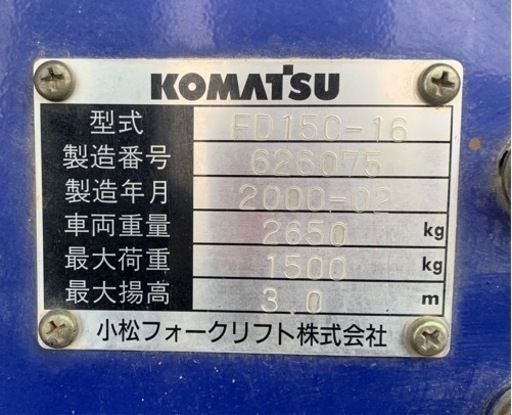 KOMATSU
型式 FD15C-16
製造番号 626075
製造年月 2000-02
車両重量 2650 kg
最大荷重 1500 kg
最大揚高 3.0 m
小松フォークリフト株式会社